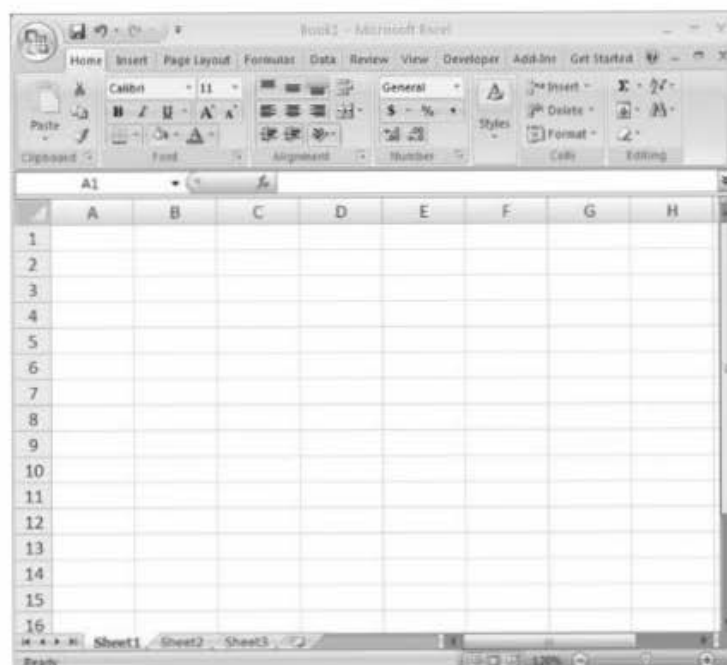 Book1 - Microsoft Excel
Home Insert Page Layout Formulas Data Review View Developer Add-Ins Get Started
Calibri 11 General Insert Σ
B I U A A $ % , Delete
Paste A Styles Format
Clipboard Font Alignment Number Cells Editing
A1 fx
A B C D E F G H
1
2
3
4
5
6
7
8
9
10
11
12
13
14
15
16
Sheet1 Sheet2 Sheet3
Ready 120%